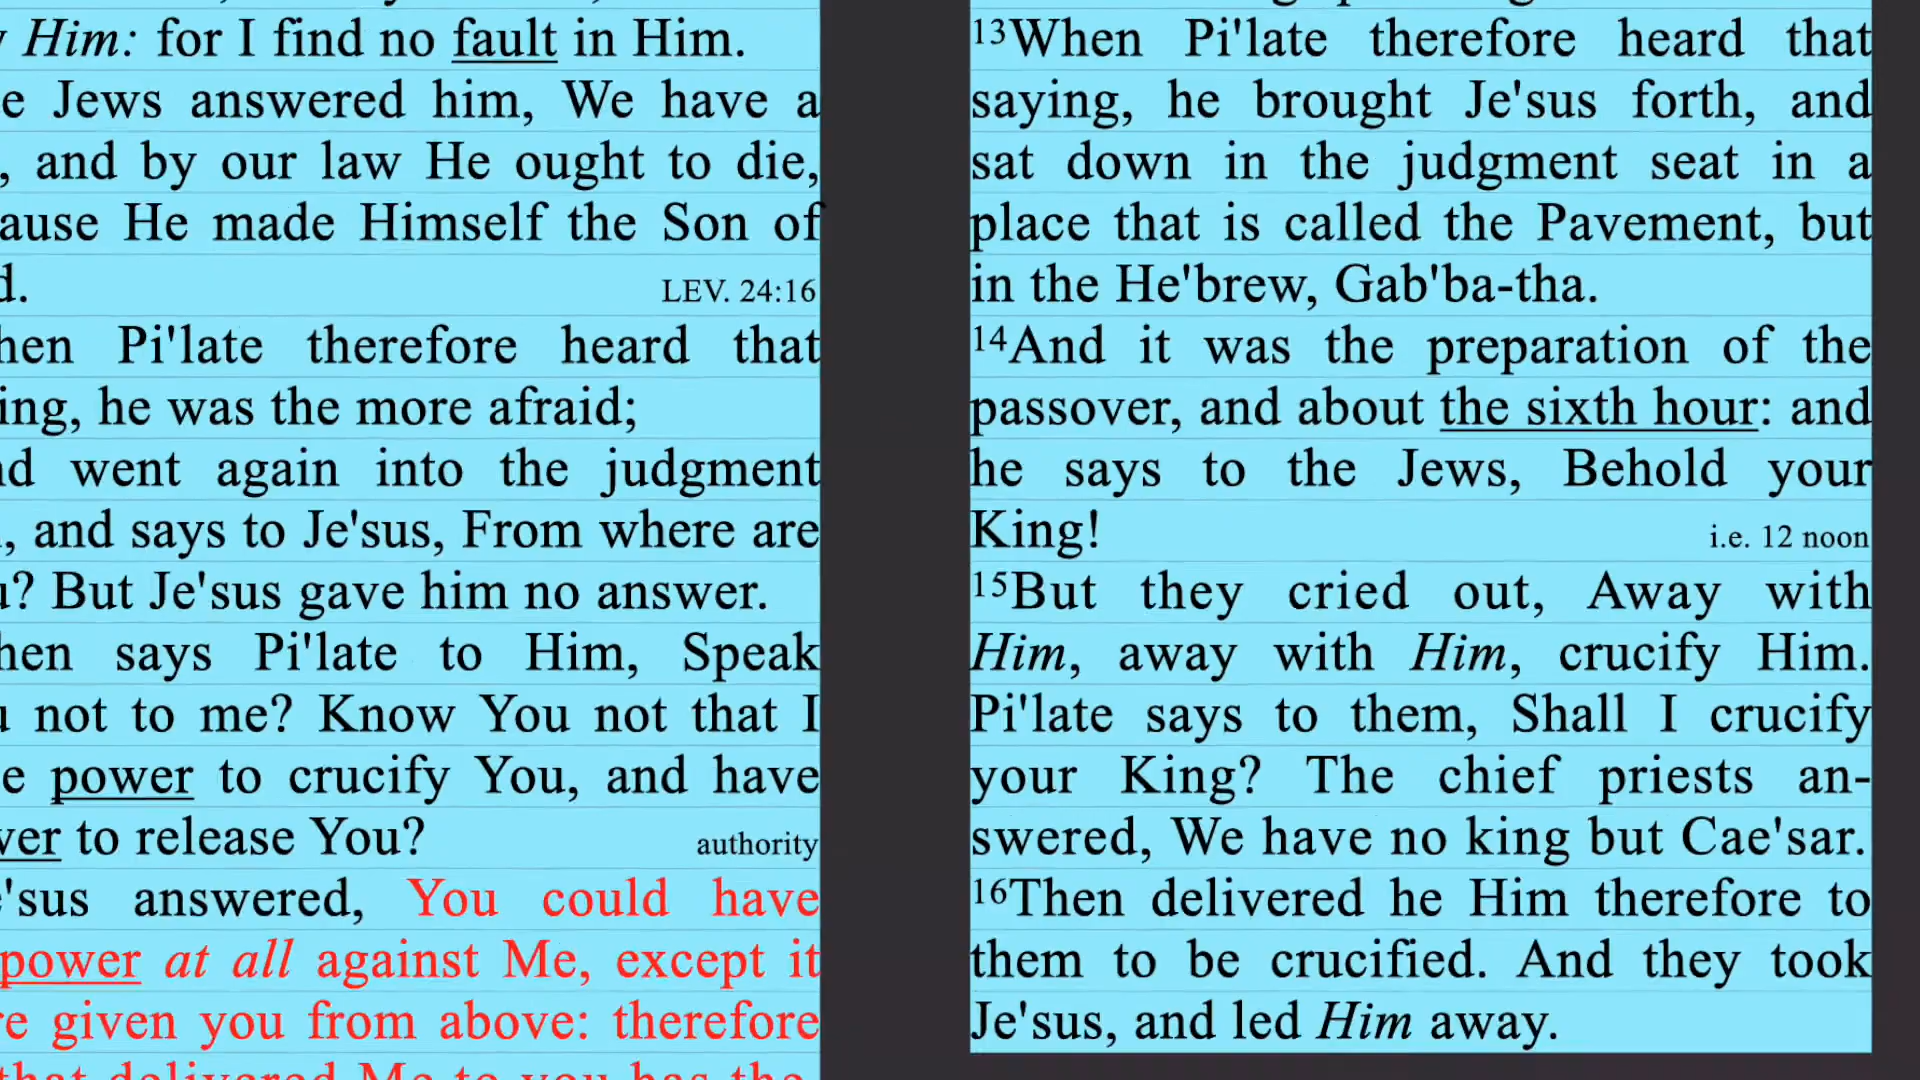 Him: for I find no fault in Him.
Jews answered him, We have a
and by our law He ought to die,
He made Himself the Son of
LEV. 24:16
Pi'late therefore heard that
he was the more afraid;
went again into the judgment
and says to Je'sus, From where are
But Je'sus gave him no answer.
says Pi'late to Him, Speak
not to me? Know You not that I
power to crucify You, and have
to release You?
authority
answered, You could have
power at all against Me, except it
given you from above: therefore
that delivered Me to you has the
13When Pi'late therefore heard that
saying, he brought Je'sus forth, and
sat down in the judgment seat in a
place that is called the Pavement, but
in the He'brew, Gab'ba-tha.
14And it was the preparation of the
passover, and about the sixth hour: and
he says to the Jews, Behold your
King!
i.e. 12 noon
15But they cried out, Away with
Him, away with Him, crucify Him.
Pi'late says to them, Shall I crucify
your King? The chief priests an-
swered, We have no king but Cae'sar.
16Then delivered he Him therefore to
them to be crucified. And they took
Je'sus, and led Him away.